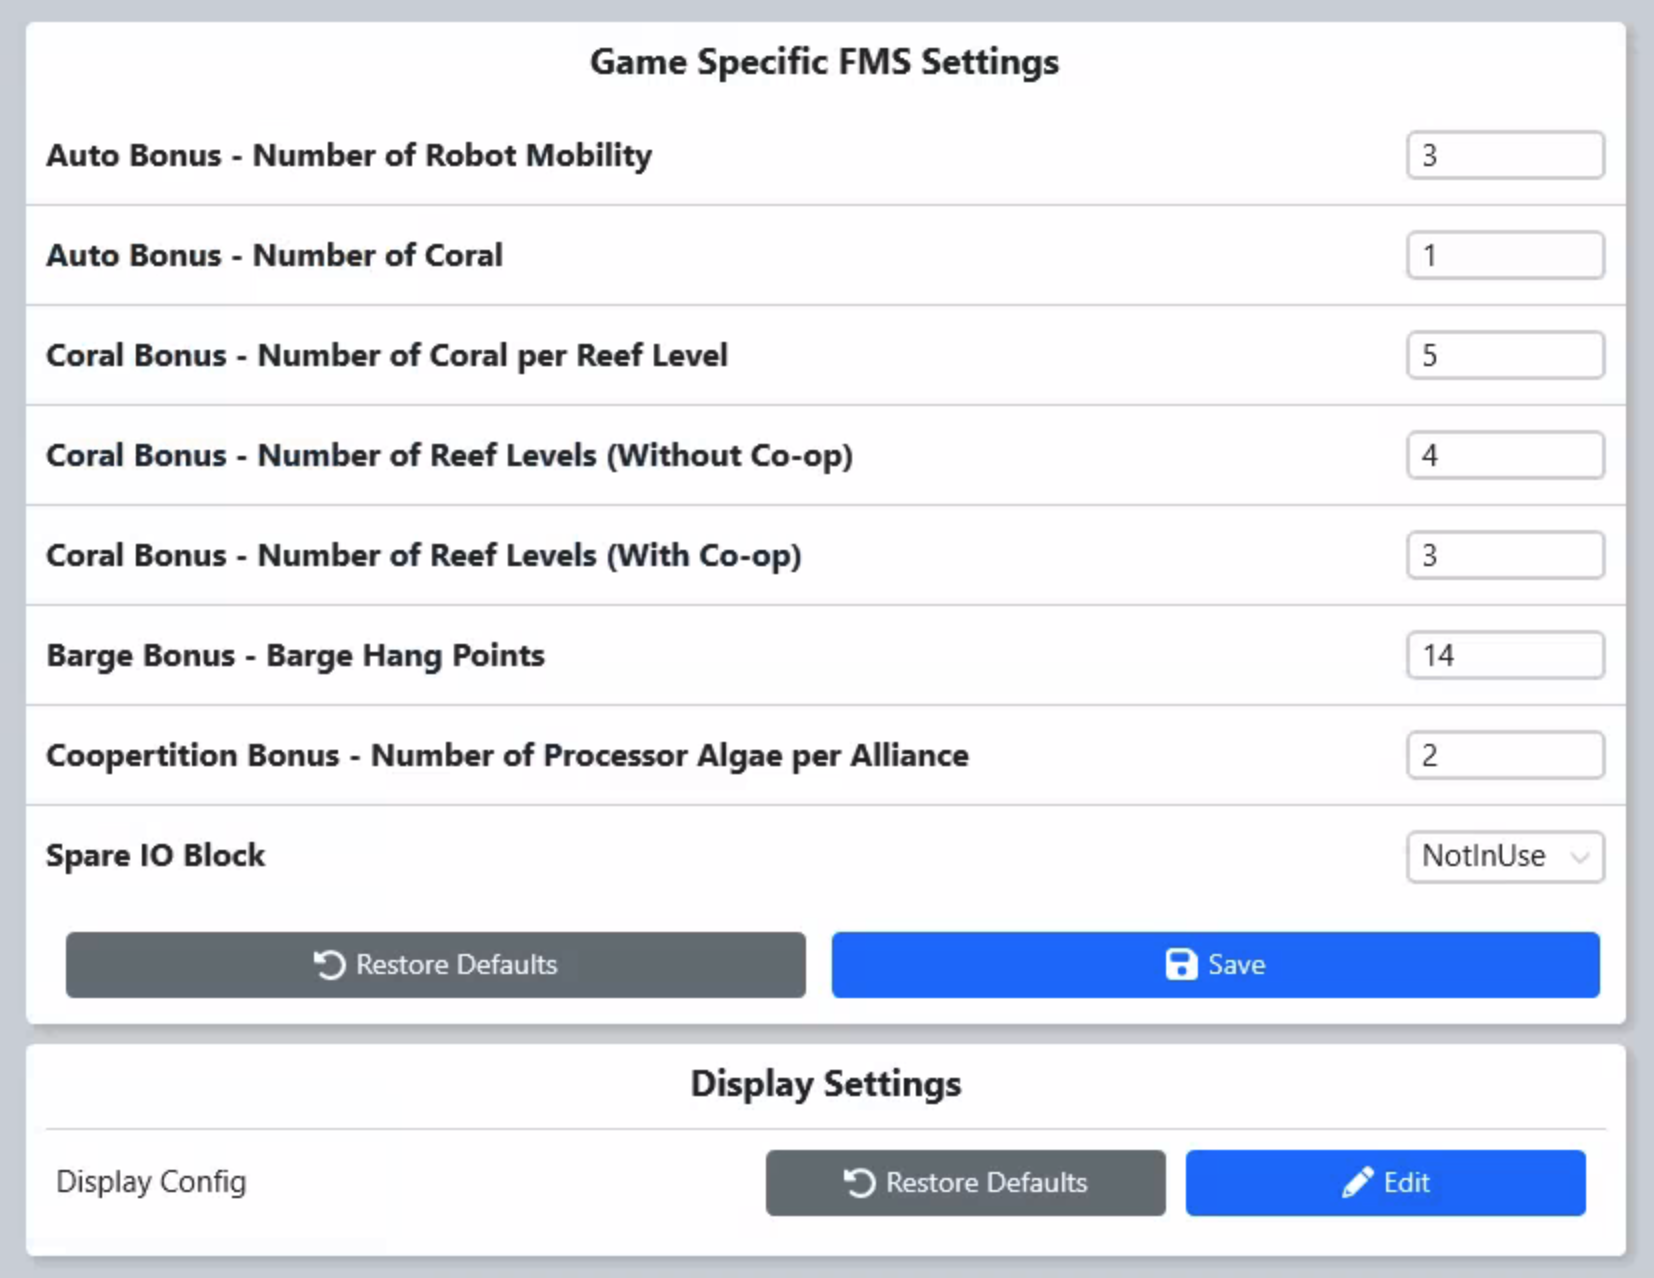 Game Specific FMS Settings
Auto Bonus - Number of Robot Mobility 3
Auto Bonus - Number of Coral 1
Coral Bonus - Number of Coral per Reef Level 5
Coral Bonus - Number of Reef Levels (Without Co-op) 4
Coral Bonus - Number of Reef Levels (With Co-op) 3
Barge Bonus - Barge Hang Points 14
Coopertition Bonus - Number of Processor Algae per Alliance 2
Spare IO Block NotInUse
Restore Defaults Save
Display Settings
Display Config Restore Defaults Edit